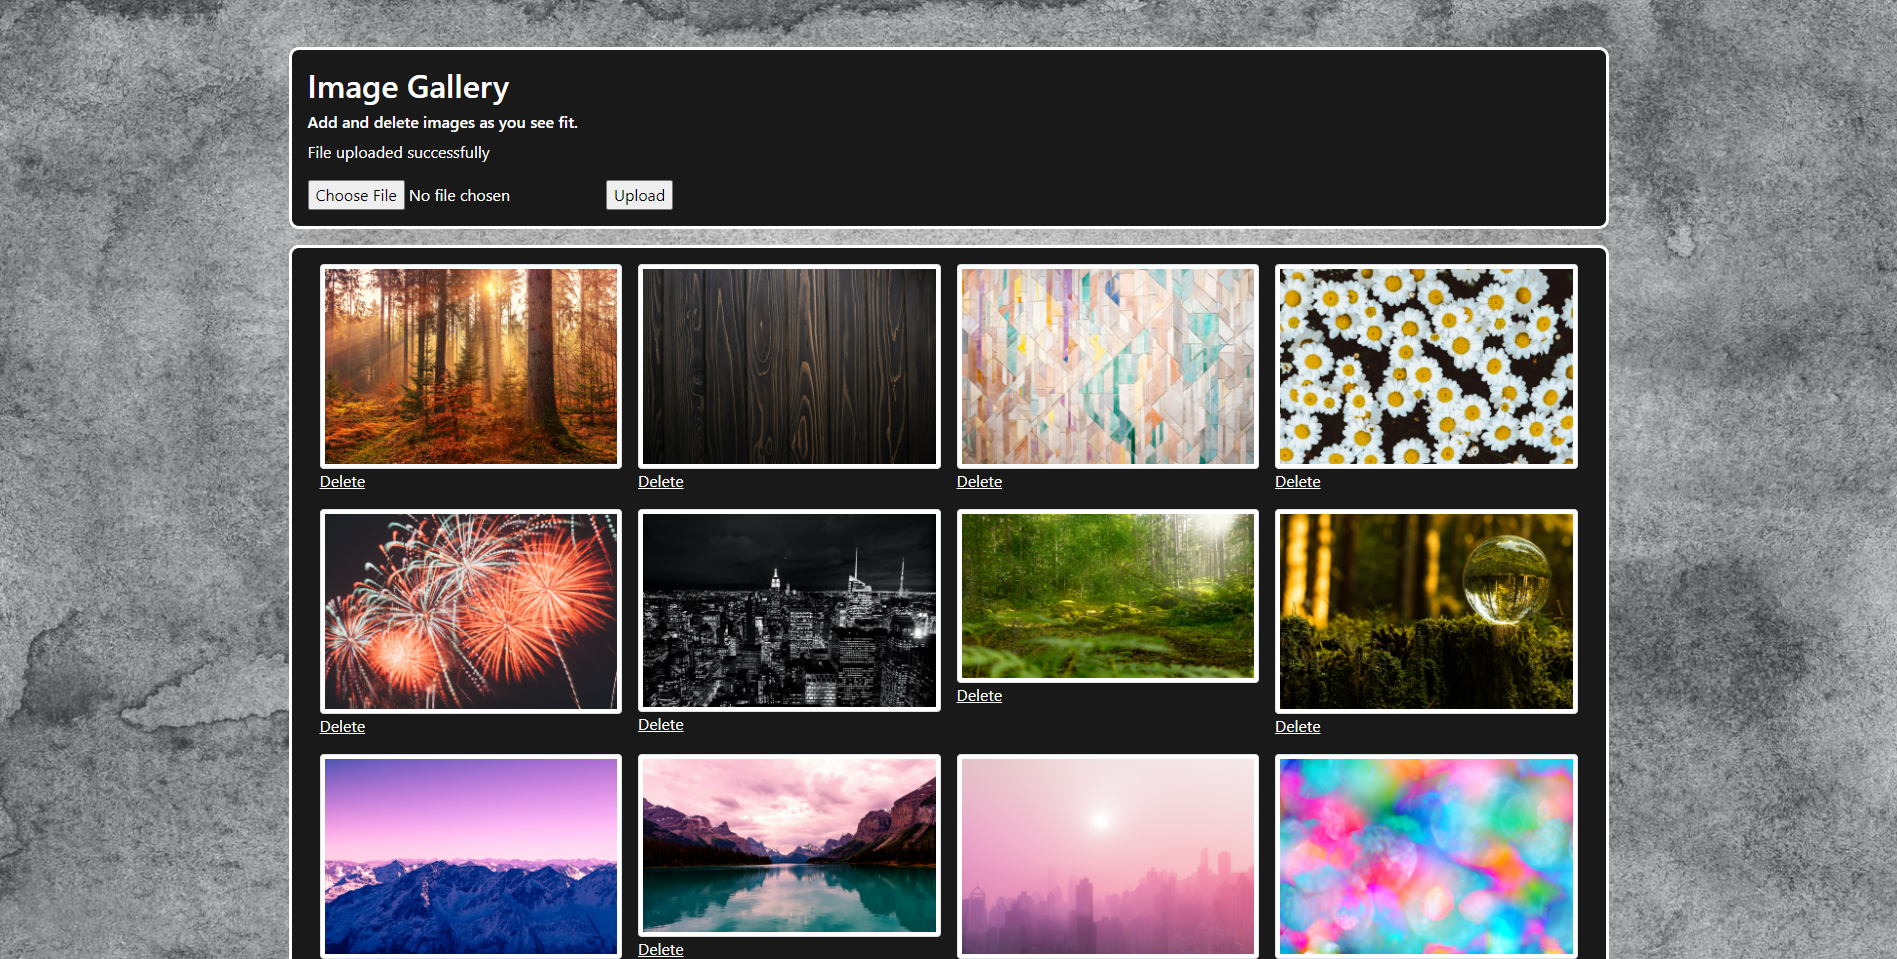 Image Gallery
Add and delete images as you see fit.
File uploaded successfully
Choose File No file chosen Upload
Delete Delete Delete Delete
Delete Delete Delete Delete
Delete